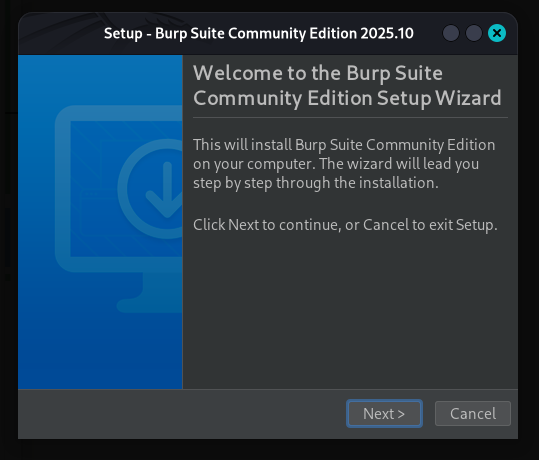 Setup - Burp Suite Community Edition 2025.10
Welcome to the Burp Suite
Community Edition Setup Wizard
This will install Burp Suite Community Edition
on your computer. The wizard will lead you
step by step through the installation.
Click Next to continue, or Cancel to exit Setup.
Next >
Cancel